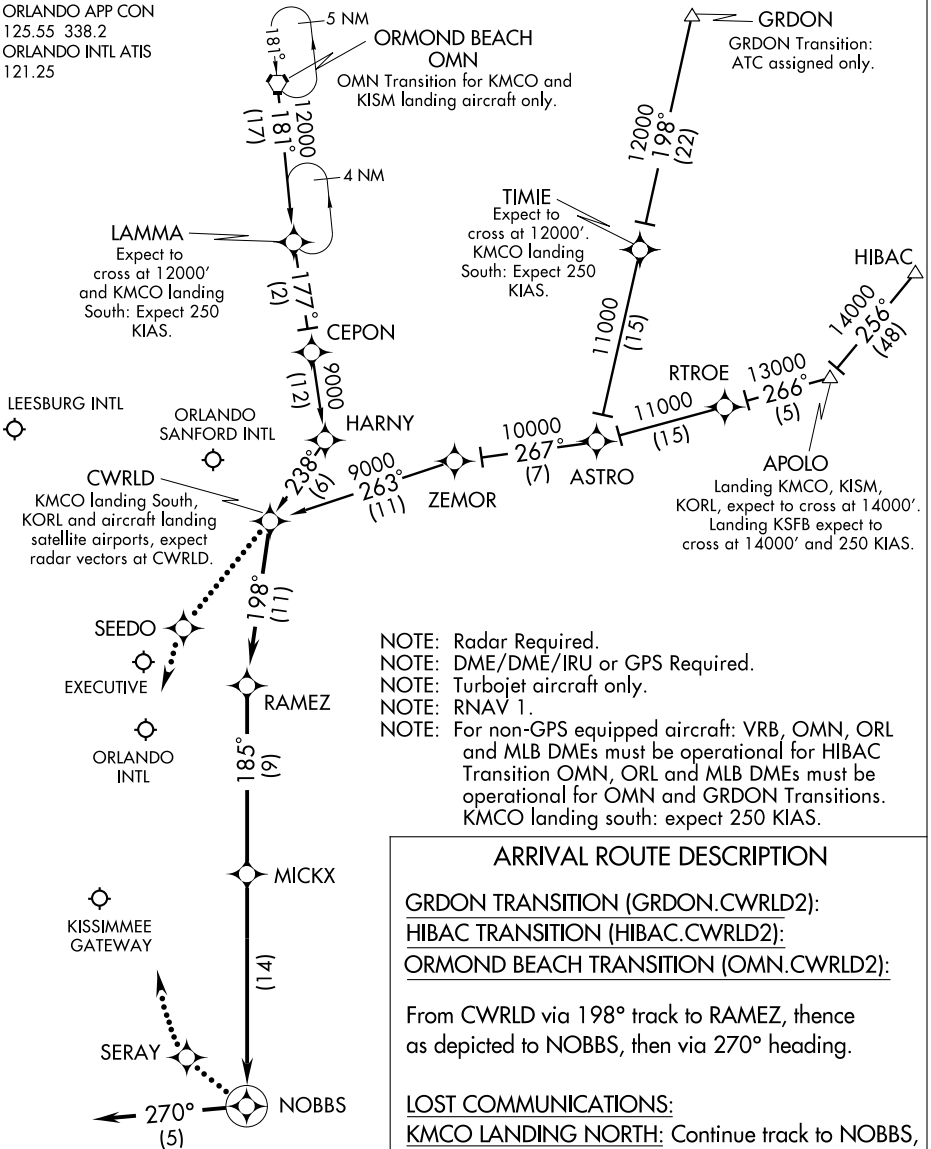 ORLANDO APP CON
125.55 338.2
ORLANDO INTL ATIS
121.25
5 NM
181°
ORMOND BEACH
OMN
OMN Transition for KMCO and
KISM landing aircraft only.
GRDON
GRDON Transition:
ATC assigned only.
12000
181°
(17)
12000
198°
(22)
4 NM
LAMMA
Expect to
cross at 12000'
and KMCO landing
South: Expect 250
KIAS.
TIMIE
Expect to
cross at 12000'.
KMCO landing
South: Expect 250
KIAS.
HIBAC
177°
(2)
CEPON
11000
(15)
14000
256°
(48)
9000
(12)
RTROE
13000
266°
(5)
LEESBURG INTL
ORLANDO
SANFORD INTL
HARNY
11000
(15)
10000
267°
(7)
ASTRO
238°
(6)
9000
263°
(11)
ZEMOR
APOLO
Landing KMCO, KISM,
KORL, expect to cross at 14000'.
Landing KSFB expect to
cross at 14000' and 250 KIAS.
CWRLD
KMCO landing South,
KORL and aircraft landing
satellite airports, expect
radar vectors at CWRLD.
198°
(11)
SEEDO
EXECUTIVE
RAMEZ
ORLANDO
INTL
185°
(9)
NOTE: Radar Required.
NOTE: DME/DME/IRU or GPS Required.
NOTE: Turbojet aircraft only.
NOTE: RNAV 1.
NOTE: For non-GPS equipped aircraft: VRB, OMN, ORL
and MLB DMEs must be operational for HIBAC
Transition OMN, ORL and MLB DMEs must be
operational for OMN and GRDON Transitions.
KMCO landing south: expect 250 KIAS.
MICKX
KISSIMMEE
GATEWAY
(14)
SERAY
NOBBS
270°
(5)
ARRIVAL ROUTE DESCRIPTION
GRDON TRANSITION (GRDON.CWRLD2):
HIBAC TRANSITION (HIBAC.CWRLD2):
ORMOND BEACH TRANSITION (OMN.CWRLD2):
From CWRLD via 198° track to RAMEZ, thence
as depicted to NOBBS, then via 270° heading.
LOST COMMUNICATIONS:
KMCO LANDING NORTH: Continue track to NOBBS,